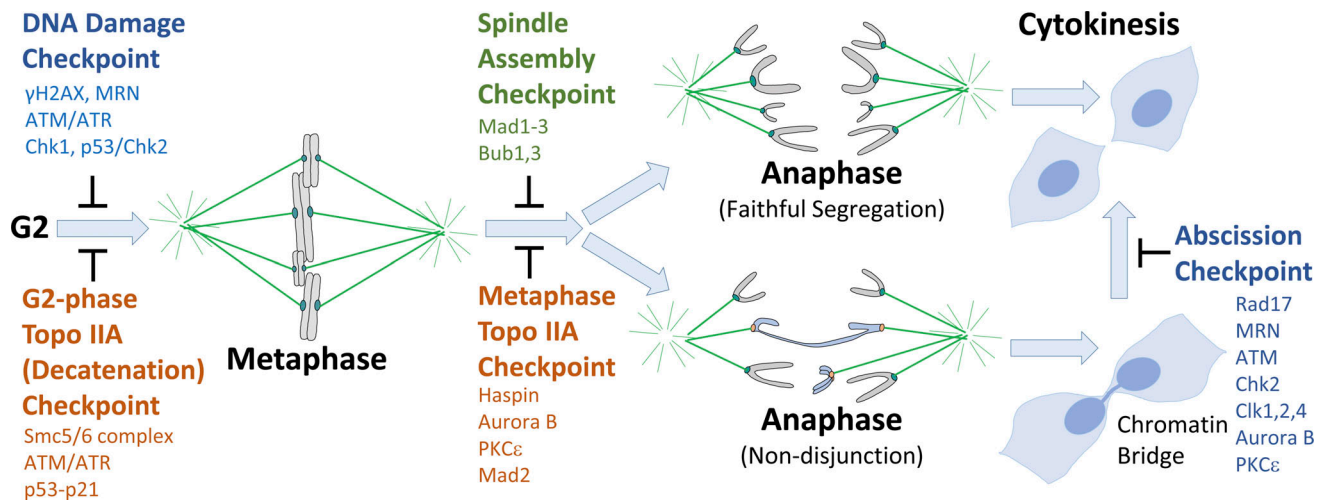 DNA Damage
Checkpoint
γH2AX, MRN
ATM/ATR
Chk1, p53/Chk2
G2
G2-phase
Topo IIA
(Decatenation)
Checkpoint
Smc5/6 complex
ATM/ATR
p53-p21
Metaphase
Spindle
Assembly
Checkpoint
Mad1-3
Bub1,3
Metaphase
Topo IIA
Checkpoint
Haspin
Aurora B
PKCε
Mad2
Anaphase
(Faithful Segregation)
Anaphase
(Non-disjunction)
Cytokinesis
Abscission
Checkpoint
Rad17
MRN
ATM
Chk2
Clk1,2,4
Aurora B
PKCε
Chromatin
Bridge